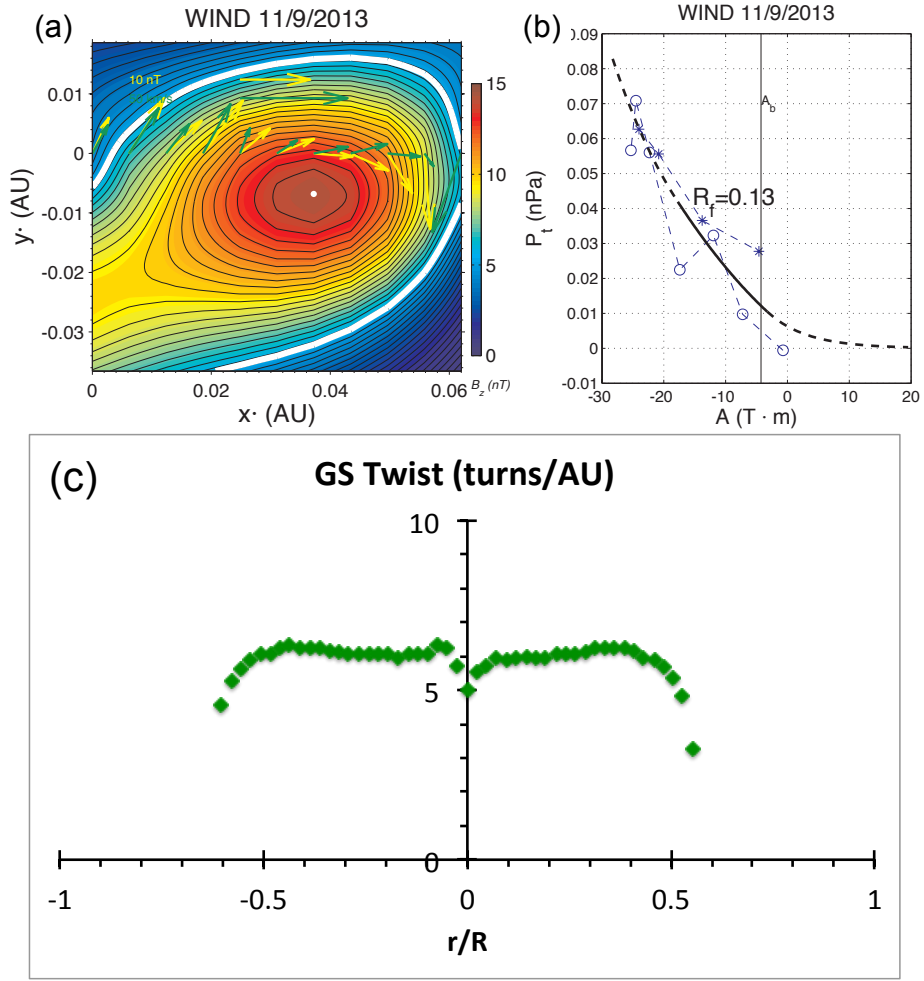 (a)
WIND 11/9/2013
10 nT
0.01
0
-0.01
-0.02
-0.03
y· (AU)
0
0.02
0.04
0.06
x· (AU)
15
10
5
0
B_z (nT)
(b)
WIND 11/9/2013
0.09
0.08
0.07
0.06
0.05
0.04
0.03
0.02
0.01
0
-0.01
P_t (nPa)
A_b
R_f=0.13
-30
-20
-10
0
10
20
A (T · m)
(c)
GS Twist (turns/AU)
10
5
0
-1
-0.5
0
0.5
1
r/R